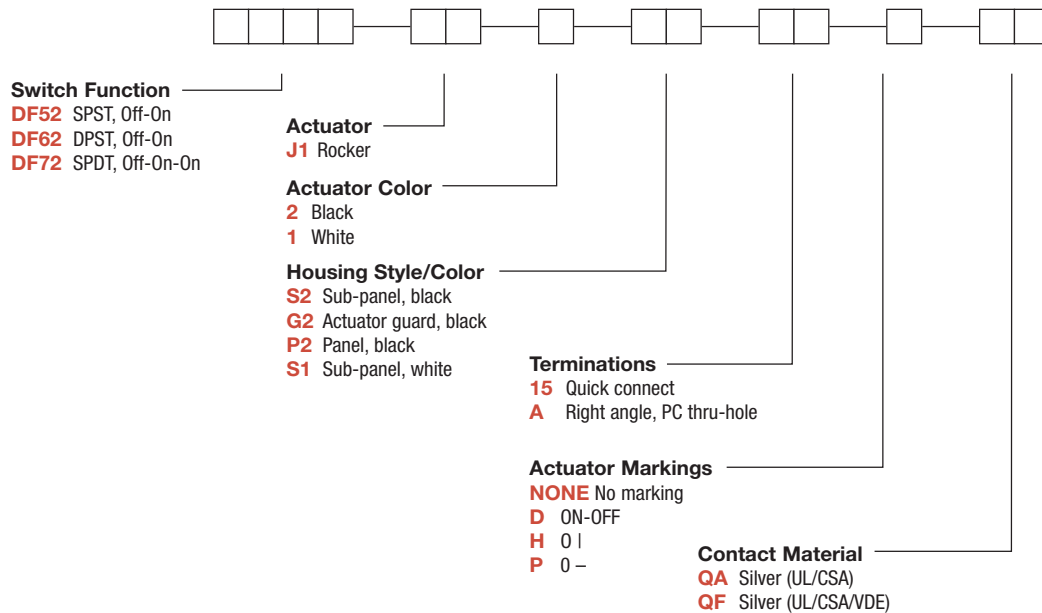 Switch Function
DF52 SPST, Off-On
DF62 DPST, Off-On
DF72 SPDT, Off-On-On
Actuator
J1 Rocker
Actuator Color
2 Black
1 White
Housing Style/Color
S2 Sub-panel, black
G2 Actuator guard, black
P2 Panel, black
S1 Sub-panel, white
Terminations
15 Quick connect
A Right angle, PC thru-hole
Actuator Markings
NONE No marking
D ON-OFF
H O |
P O –
Contact Material
QA Silver (UL/CSA)
QF Silver (UL/CSA/VDE)